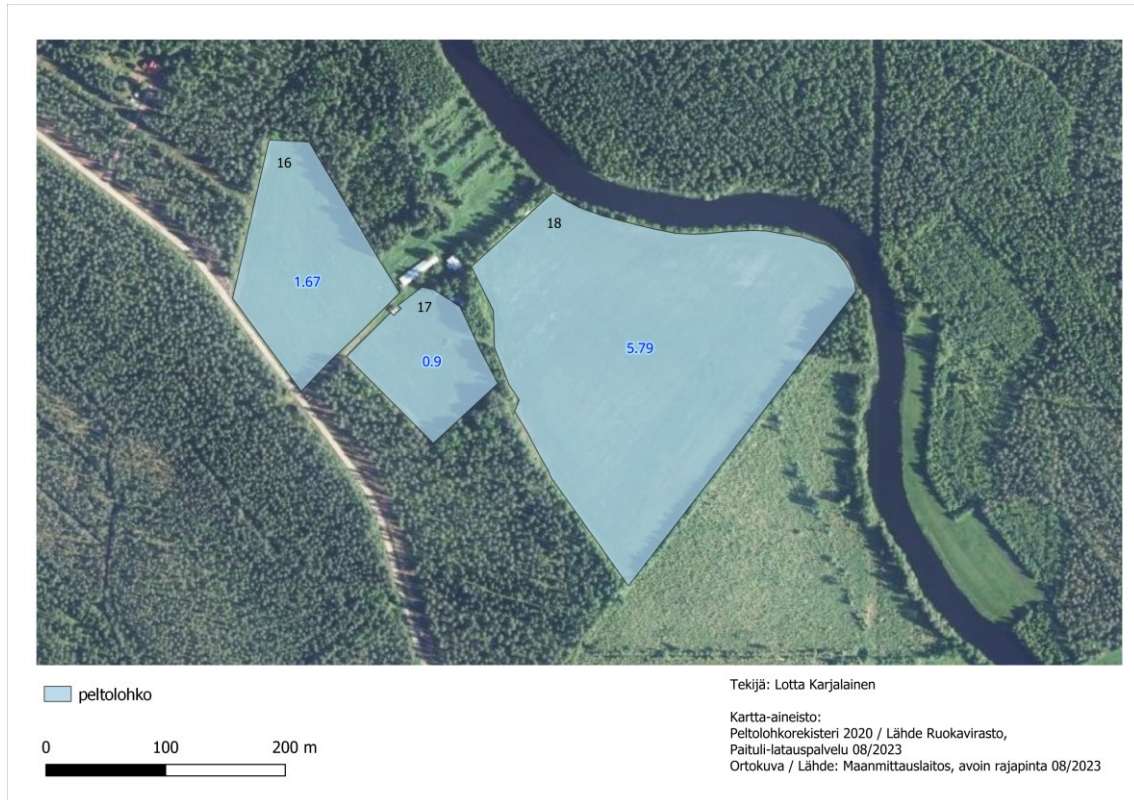 16
18
1.67
17
5.79
0.9
peltolohko
0 100 200 m
Tekijä: Lotta Karjalainen
Kartta-aineisto:
Peltolohkorekisteri 2020 / Lähde Ruokavirasto,
Paituli-latauspalvelu 08/2023
Ortokuva / Lähde: Maanmittauslaitos, avoin rajapinta 08/2023